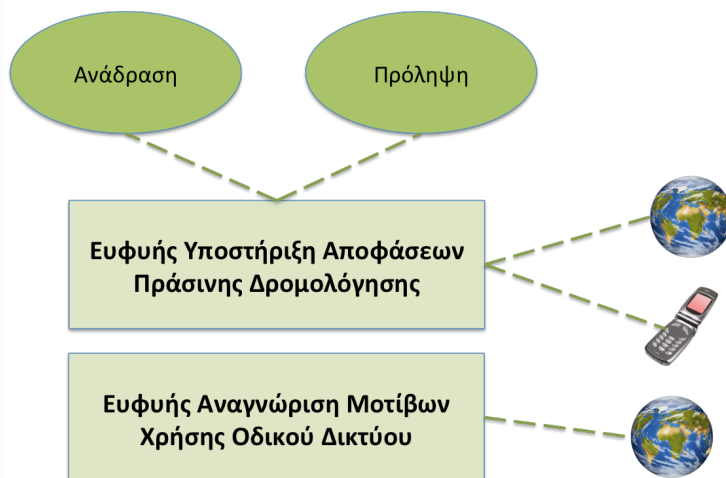 Ανάδραση
Πρόληψη
Ευφυής Υποστήριξη Αποφάσεων
Πράσινης Δρομολόγησης
Ευφυής Αναγνώριση Μοτίβων
Χρήσης Οδικού Δικτύου